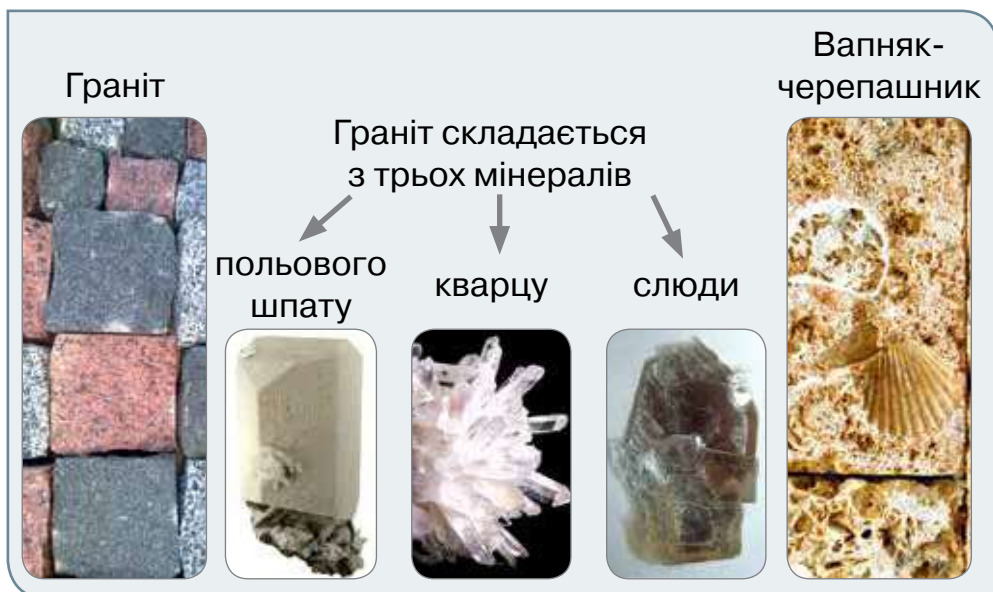 Граніт
Граніт складається
з трьох мінералів
польового
шпату
кварцу
слюди
Вапняк-
черепашник